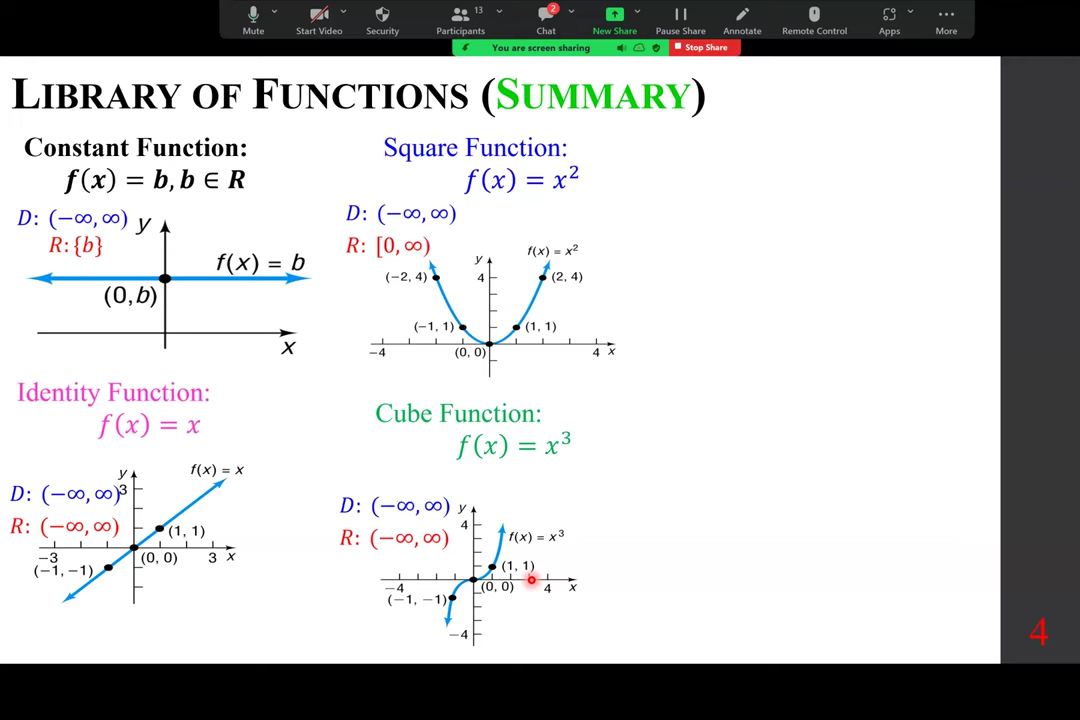 Mute Start Video Security Participants 13 Chat 2 New Share Pause Share Annotate Remote Control Apps More
You are screen sharing Stop Share
LIBRARY OF FUNCTIONS (SUMMARY)
Constant Function:
f(x) = b, b ∈ R
D: (−∞, ∞)
R: {b}
y
f(x) = b
(0, b)
x
Square Function:
f(x) = x²
D: (−∞, ∞)
R: [0, ∞)
f(x) = x²
y
(−2, 4) 4 (2, 4)
(−1, 1) (1, 1)
−4 (0, 0) 4 x
Identity Function:
f(x) = x
y f(x) = x
D: (−∞, ∞) 3
R: (−∞, ∞) (1, 1)
−3 (0, 0) 3 x
(−1, −1)
Cube Function:
f(x) = x³
D: (−∞, ∞) y
4
R: (−∞, ∞) f(x) = x³
(1, 1)
−4 (0, 0) 4 x
(−1, −1)
−4
4